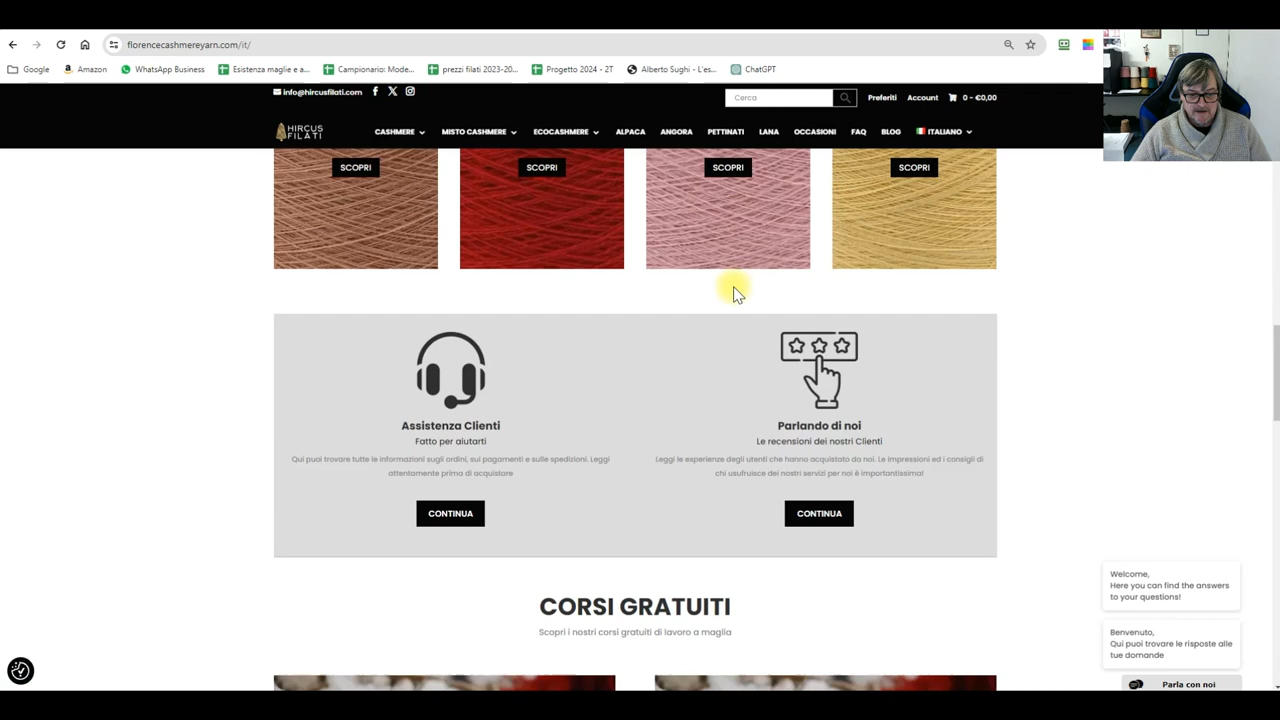 florencecashmereyarn.com/it/
Google
Amazon
WhatsApp Business
Esistenza maglie e a...
Campionario: Mode...
prezzi filati 2023-20...
Progetto 2024 - 2T
Alberto Sughi - L'es...
ChatGPT
info@hircusfilati.com
Cerca
Preferiti
Account
0 - €0,00
HIRCUS
FILATI
CASHMERE
MISTO CASHMERE
ECOCASHMERE
ALPACA
ANGORA
PETTINATI
LANA
OCCASIONI
FAQ
BLOG
ITALIANO
SCOPRI
SCOPRI
SCOPRI
SCOPRI
Assistenza Clienti
Fatto per aiutarti
Qui puoi trovare tutte le informazioni sugli ordini, sui pagamenti e sulle spedizioni. Leggi
attentamente prima di acquistare
CONTINUA
Parlando di noi
Le recensioni dei nostri Clienti
Leggi le esperienze degli utenti che hanno acquistato da noi. Le impressioni ed i consigli di
chi usufruisce dei nostri servizi per noi è importantissima!
CONTINUA
CORSI GRATUITI
Scopri i nostri corsi gratuiti di lavoro a maglia
Welcome,
Here you can find the answers
to your questions!
Benvenuto,
Qui puoi trovare le risposte alle
tue domande
Parla con noi